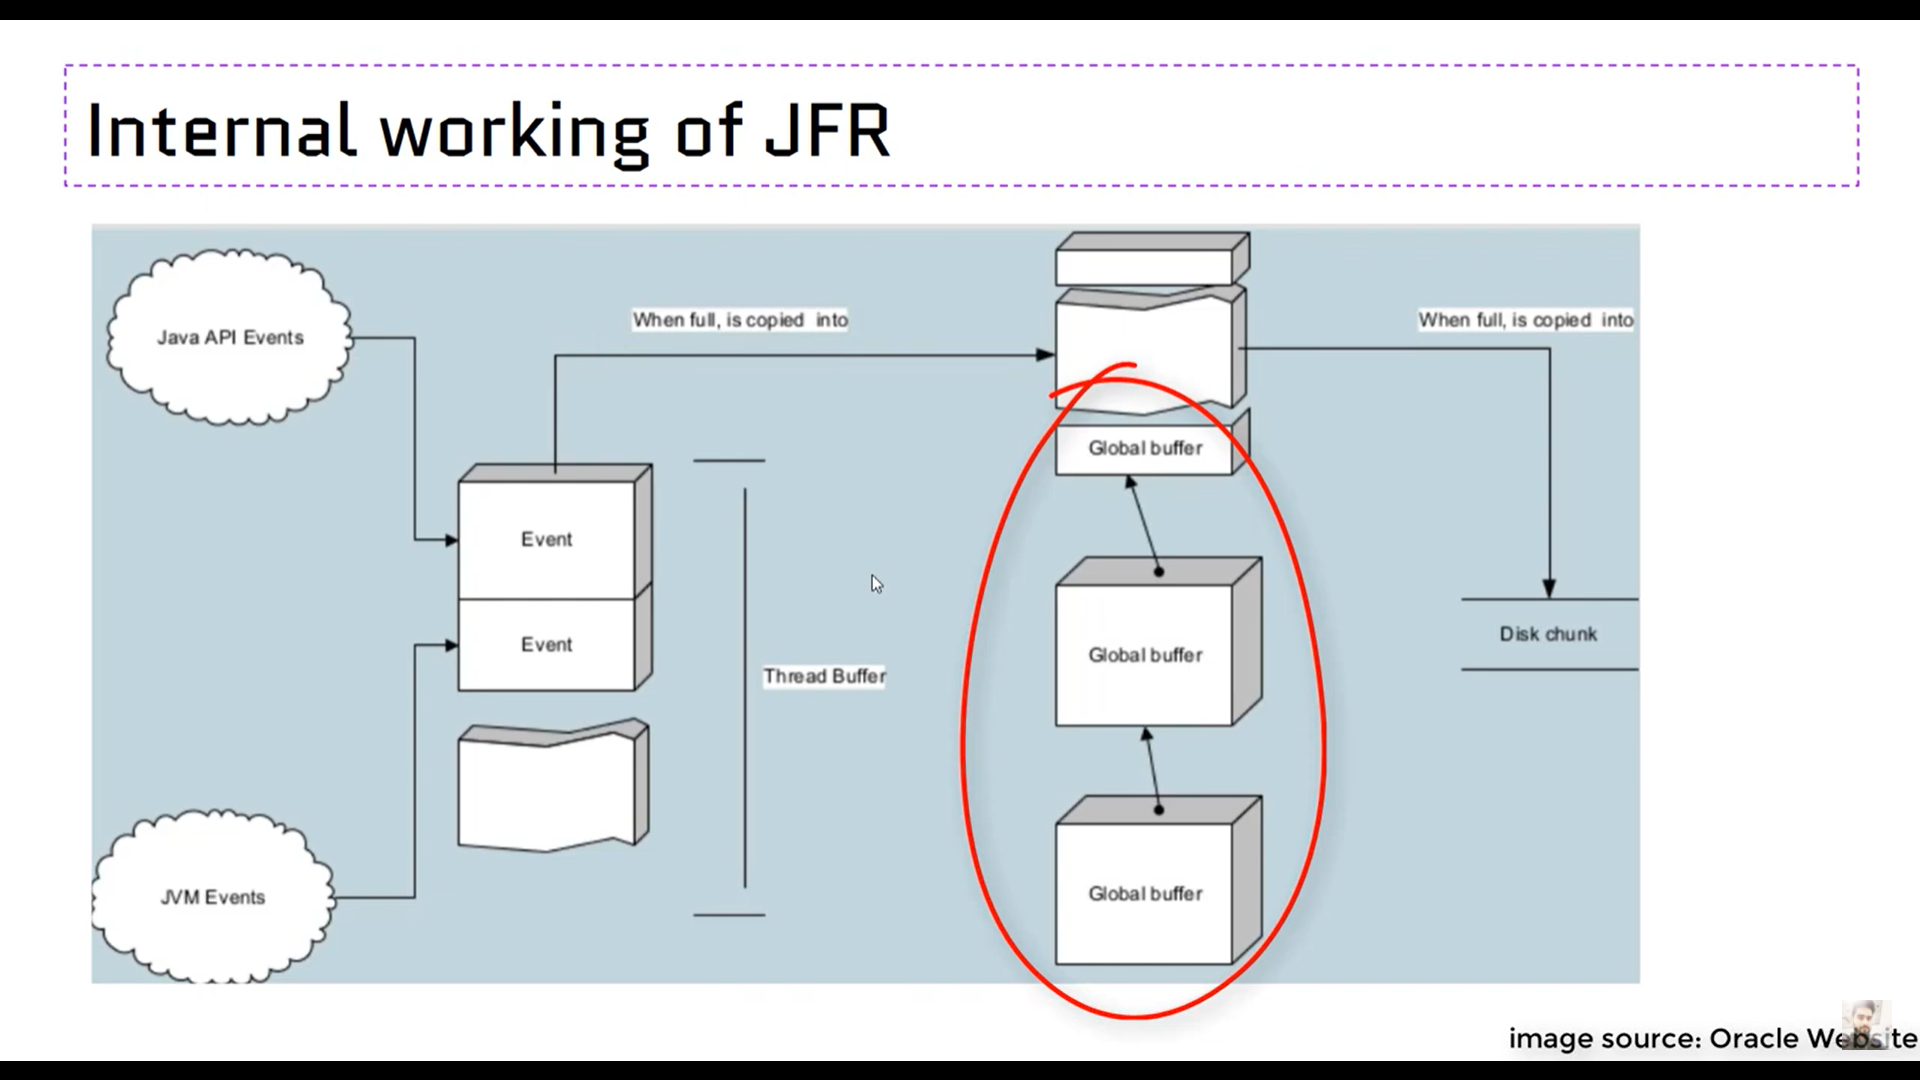 Internal working of JFR
Java API Events
When full, is copied into
When full, is copied into
Global buffer
Event
Event
Thread Buffer
Global buffer
Disk chunk
JVM Events
Global buffer
image source: Oracle Website